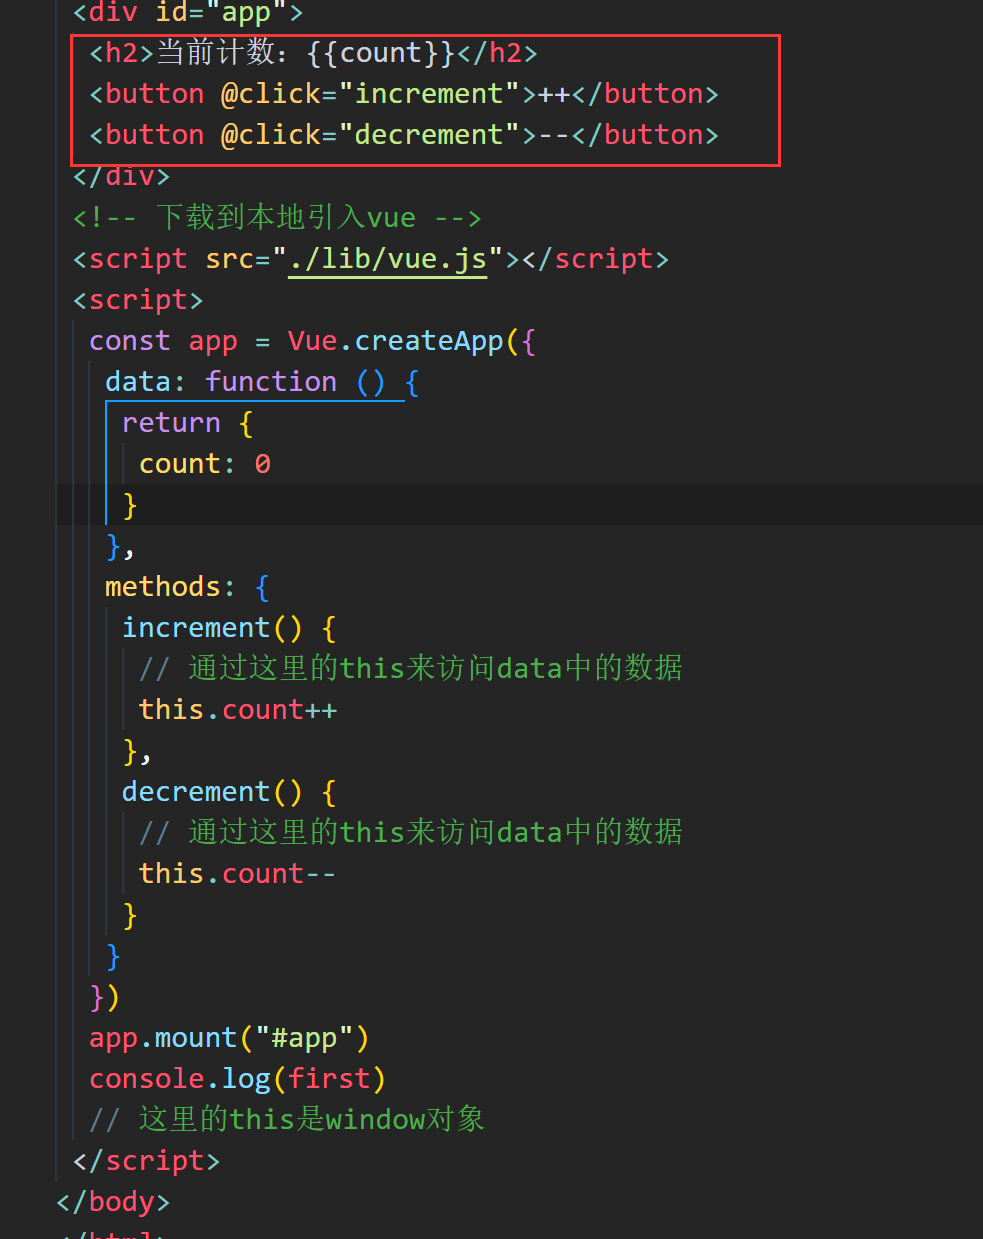 <div id="app">
<h2>当前计数：{{count}}</h2>
<button @click="increment">++</button>
<button @click="decrement">--</button>
</div>
<!-- 下载到本地引入vue -->
<script src="./lib/vue.js"></script>
<script>
const app = Vue.createApp({
data: function () {
return {
count: 0
}
},
methods: {
increment() {
// 通过这里的this来访问data中的数据
this.count++
},
decrement() {
// 通过这里的this来访问data中的数据
this.count--
}
}
})
app.mount("#app")
console.log(first)
// 这里的this是window对象
</script>
</body>
</html>